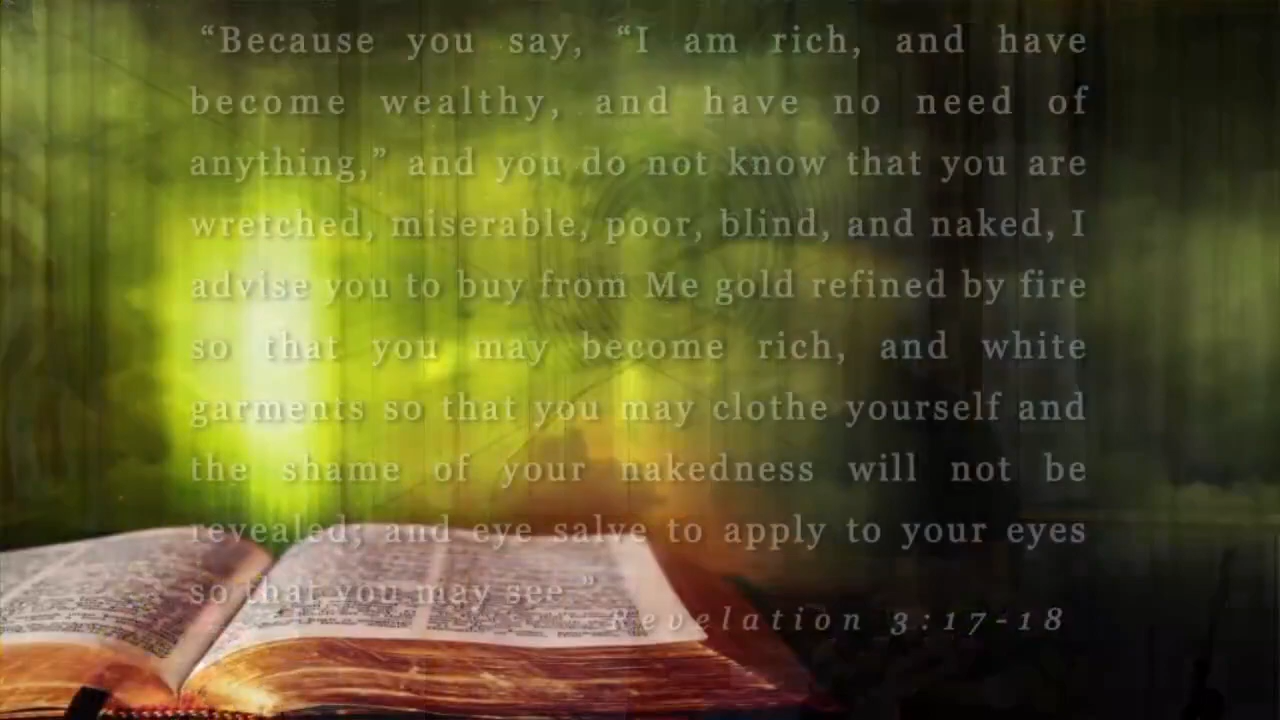 “Because you say, “I am rich, and have
become wealthy, and have no need of
anything,” and you do not know that you are
wretched, miserable, poor, blind, and naked, I
advise you to buy from Me gold refined by fire
so that you may become rich, and white
garments so that you may clothe yourself and
the shame of your nakedness will not be
revealed; and eye salve to apply to your eyes
so that you may see ”
Revelation 3:17-18